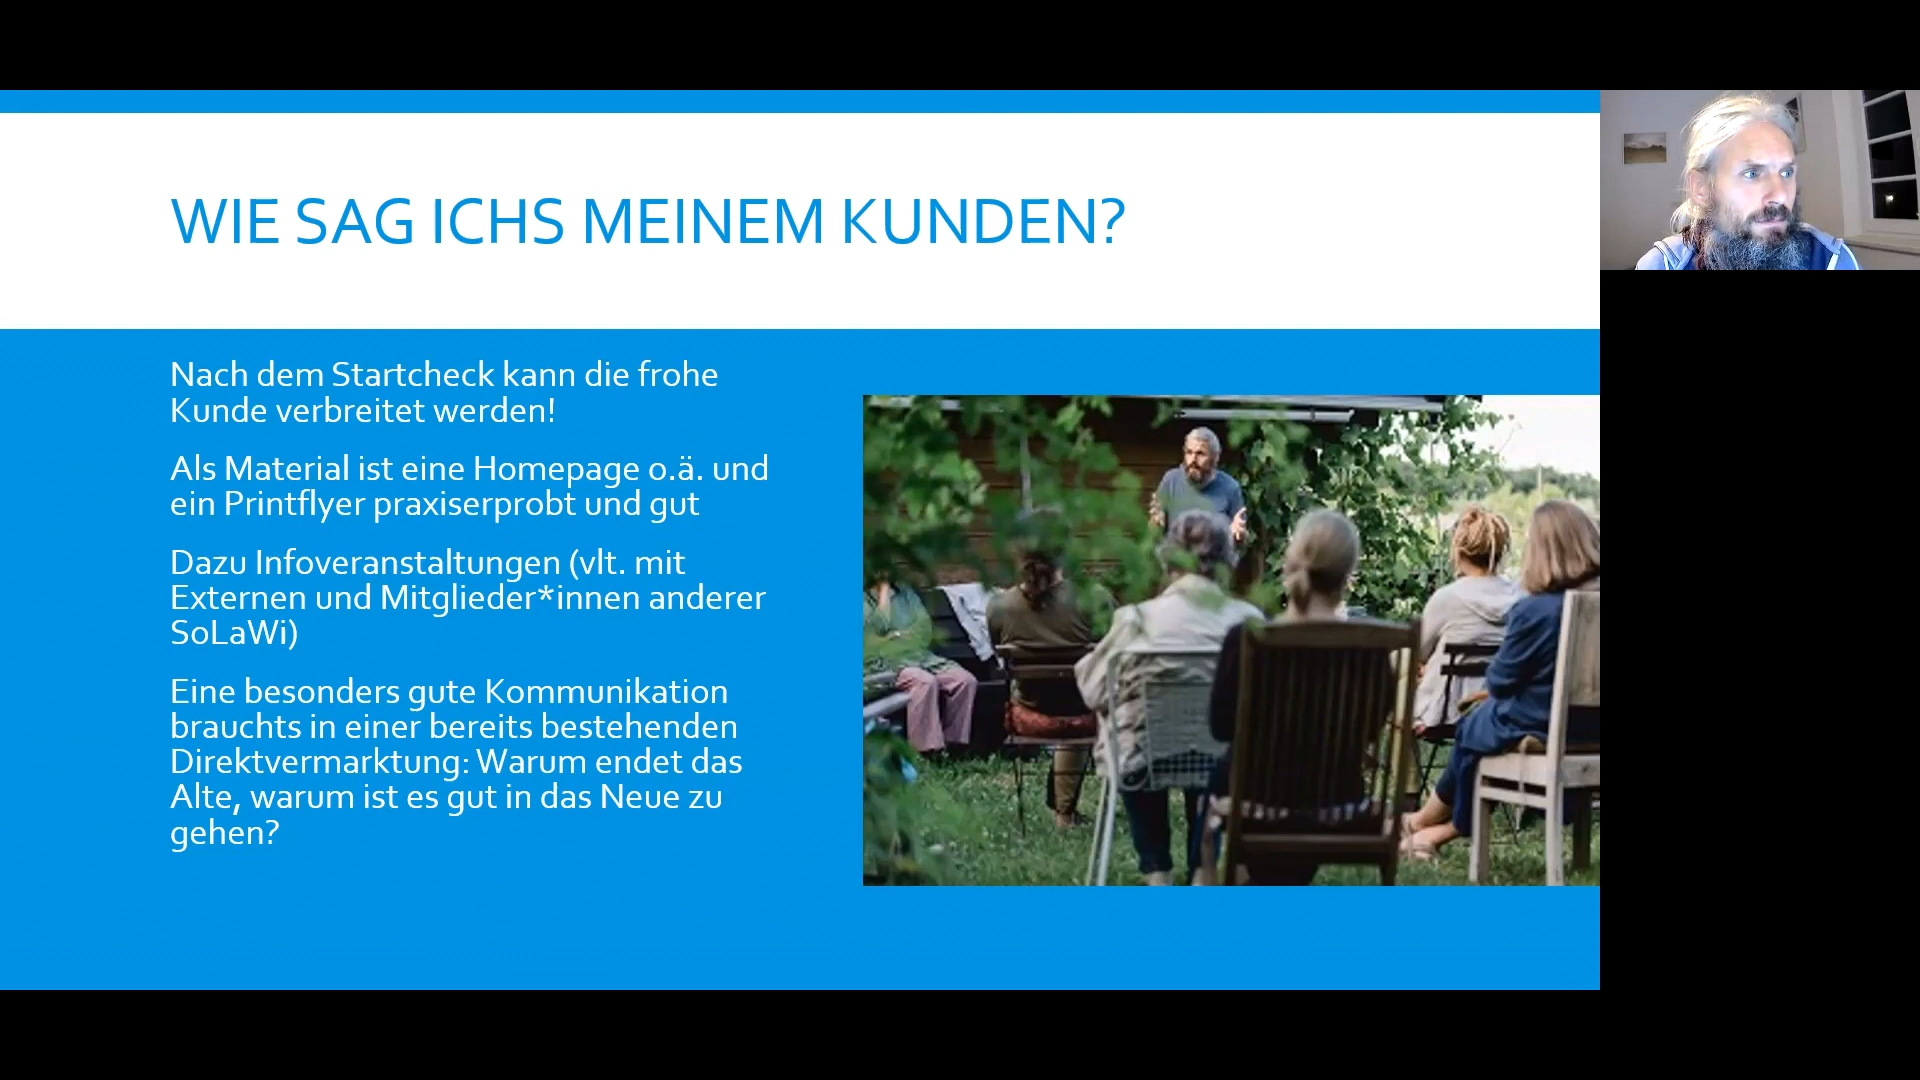 WIE SAG ICHS MEINEM KUNDEN?
Nach dem Startcheck kann die frohe
Kunde verbreitet werden!
Als Material ist eine Homepage o.ä. und
ein Printflyer praxiserprobt und gut
Dazu Infoveranstaltungen (vlt. mit
Externen und Mitglieder*innen anderer
SoLaWi)
Eine besonders gute Kommunikation
brauchts in einer bereits bestehenden
Direktvermarktung: Warum endet das
Alte, warum ist es gut in das Neue zu
gehen?